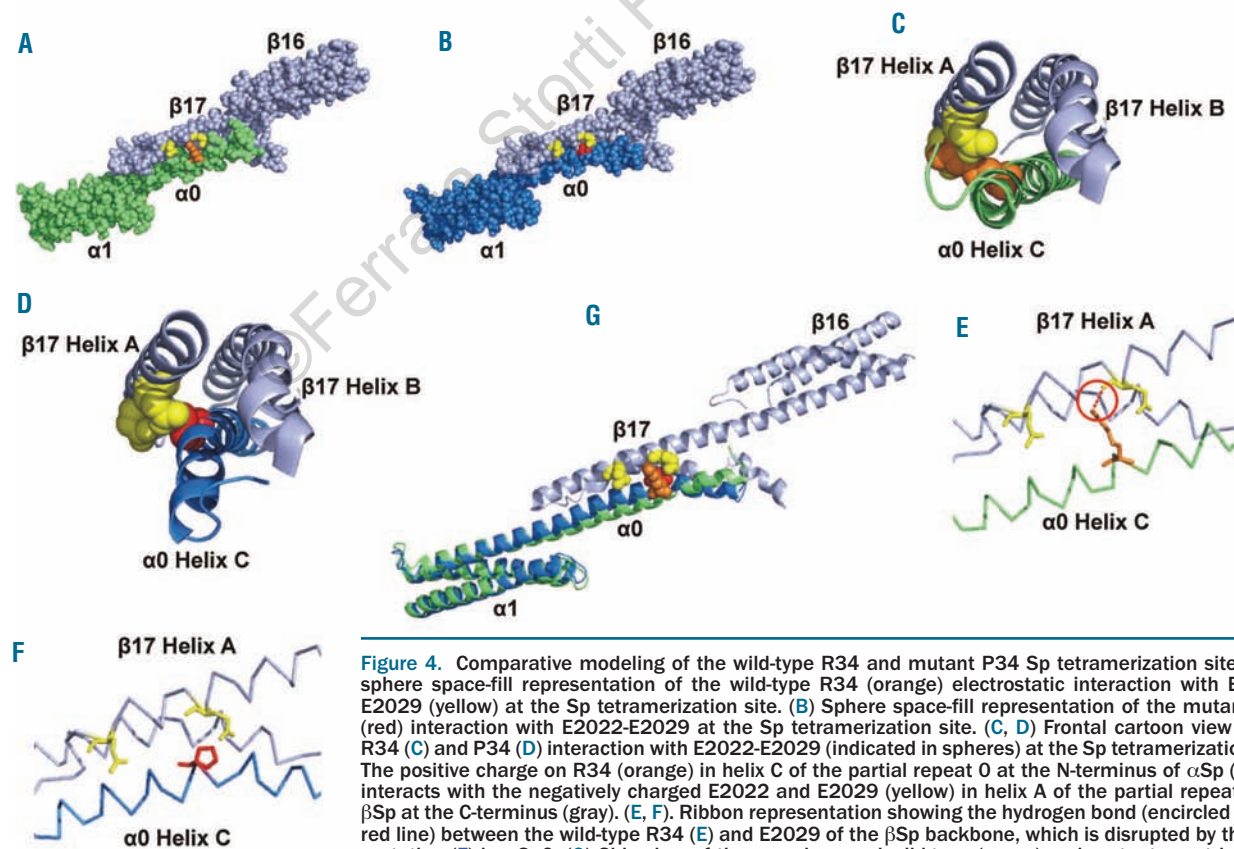 A
β16
β17
α0
α1
B
β16
β17
α0
α1
C
β17 Helix A
β17 Helix B
α0 Helix C
D
β17 Helix A
β17 Helix B
α0 Helix C
G
β16
β17
α0
α1
E
β17 Helix A
α0 Helix C
F
β17 Helix A
α0 Helix C
©Ferrata Storti F
Figure 4. Comparative modeling of the wild-type R34 and mutant P34 Sp tetramerization site
sphere space-fill representation of the wild-type R34 (orange) electrostatic interaction with E
E2029 (yellow) at the Sp tetramerization site. (B) Sphere space-fill representation of the mutan
(red) interaction with E2022-E2029 at the Sp tetramerization site. (C, D) Frontal cartoon view
R34 (C) and P34 (D) interaction with E2022-E2029 (indicated in spheres) at the Sp tetramerizatio
The positive charge on R34 (orange) in helix C of the partial repeat 0 at the N-terminus of αSp (
interacts with the negatively charged E2022 and E2029 (yellow) in helix A of the partial repeat
βSp at the C-terminus (gray). (E, F). Ribbon representation showing the hydrogen bond (encircled
red line) between the wild-type R34 (E) and E2029 of the βSp backbone, which is disrupted by th